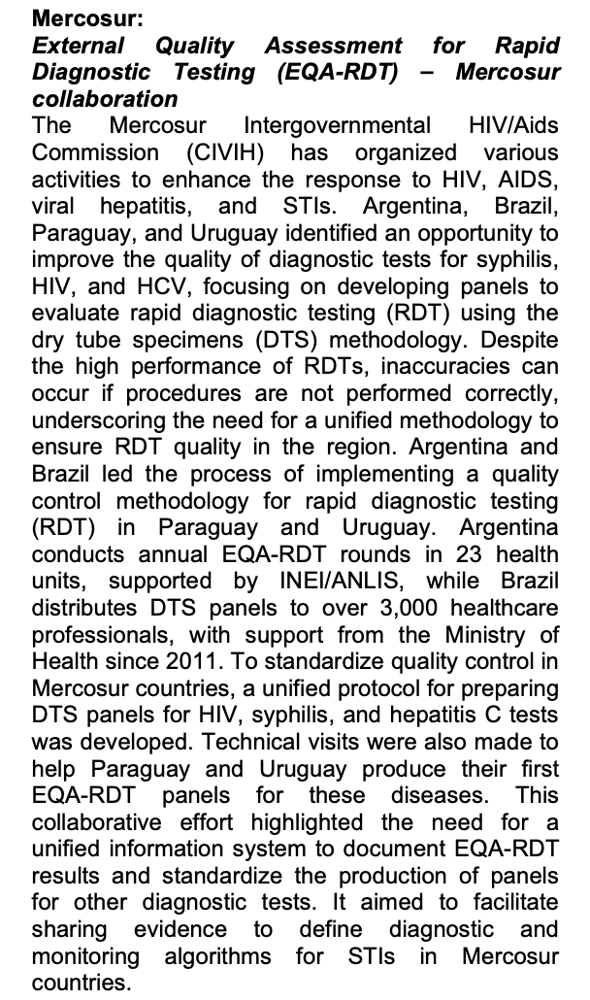 Mercosur:
External Quality Assessment for Rapid
Diagnostic Testing (EQA-RDT) – Mercosur
collaboration
The Mercosur Intergovernmental HIV/Aids
Commission (CIVIH) has organized various
activities to enhance the response to HIV, AIDS,
viral hepatitis, and STIs. Argentina, Brazil,
Paraguay, and Uruguay identified an opportunity to
improve the quality of diagnostic tests for syphilis,
HIV, and HCV, focusing on developing panels to
evaluate rapid diagnostic testing (RDT) using the
dry tube specimens (DTS) methodology. Despite
the high performance of RDTs, inaccuracies can
occur if procedures are not performed correctly,
underscoring the need for a unified methodology to
ensure RDT quality in the region. Argentina and
Brazil led the process of implementing a quality
control methodology for rapid diagnostic testing
(RDT) in Paraguay and Uruguay. Argentina
conducts annual EQA-RDT rounds in 23 health
units, supported by INEI/ANLIS, while Brazil
distributes DTS panels to over 3,000 healthcare
professionals, with support from the Ministry of
Health since 2011. To standardize quality control in
Mercosur countries, a unified protocol for preparing
DTS panels for HIV, syphilis, and hepatitis C tests
was developed. Technical visits were also made to
help Paraguay and Uruguay produce their first
EQA-RDT panels for these diseases. This
collaborative effort highlighted the need for a
unified information system to document EQA-RDT
results and standardize the production of panels
for other diagnostic tests. It aimed to facilitate
sharing evidence to define diagnostic and
monitoring algorithms for STIs in Mercosur
countries.